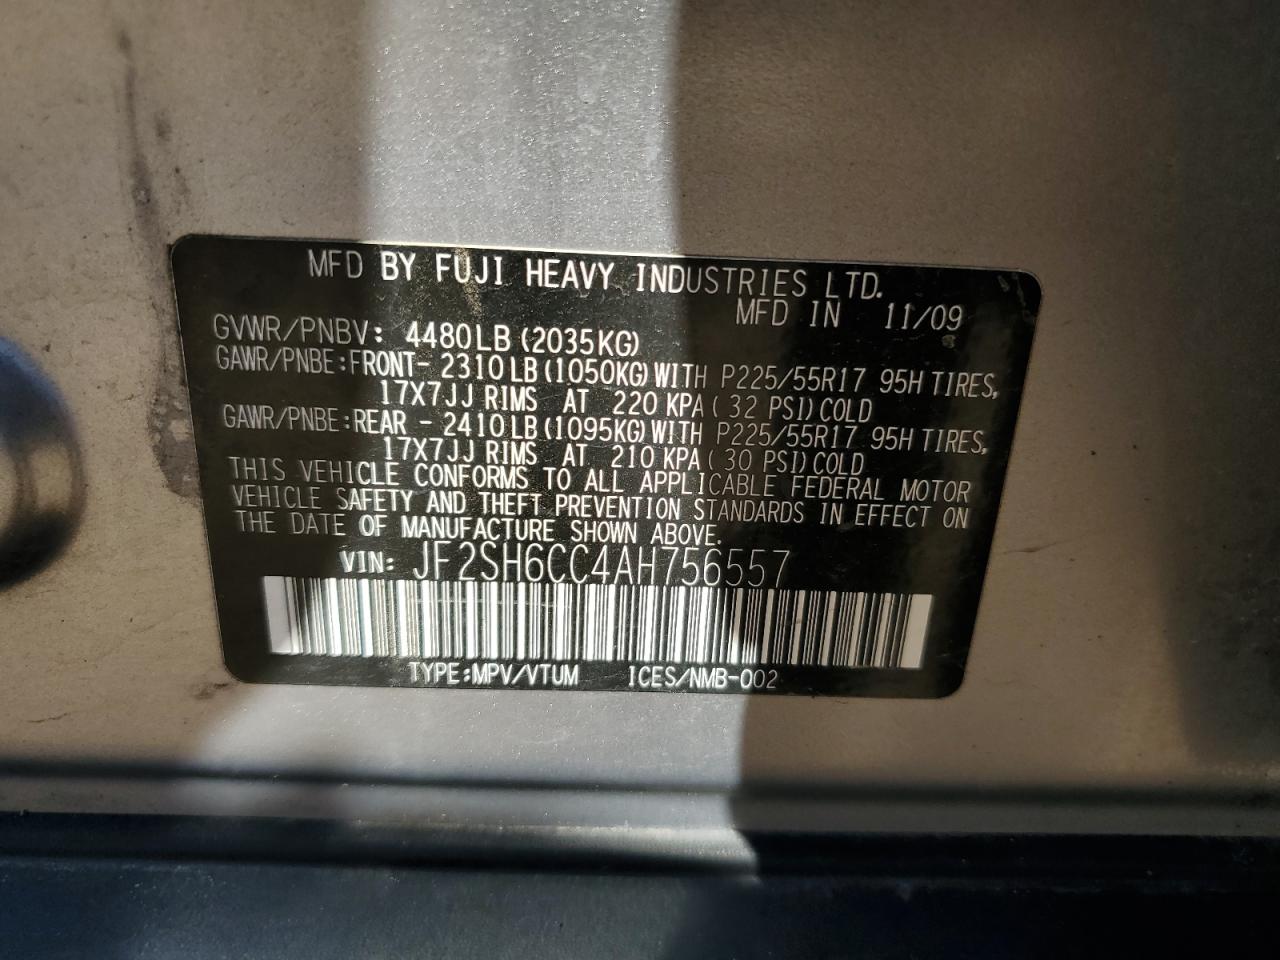 MFD BY FUJI HEAVY INDUSTRIES LTD.
MFD IN 11/09
GVWR/PNBV: 4480LB (2035KG)
GAWR/PNBE:FRONT- 2310LB (1050KG) WITH P225/55R17 95H TIRES,
17X7JJ RIMS AT 220 KPA ( 32 PSI) COLD
GAWR/PNBE:REAR - 2410LB (1095KG) WITH P225/55R17 95H TIRES,
17X7JJ RIMS AT 210 KPA ( 30 PSI) COLD
THIS VEHICLE CONFORMS TO ALL APPLICABLE FEDERAL MOTOR
VEHICLE SAFETY AND THEFT PREVENTION STANDARDS IN EFFECT ON
THE DATE OF MANUFACTURE SHOWN ABOVE.
VIN: JF2SH6CC4AH756557
TYPE:MPV/VTUM ICES/NMB-002